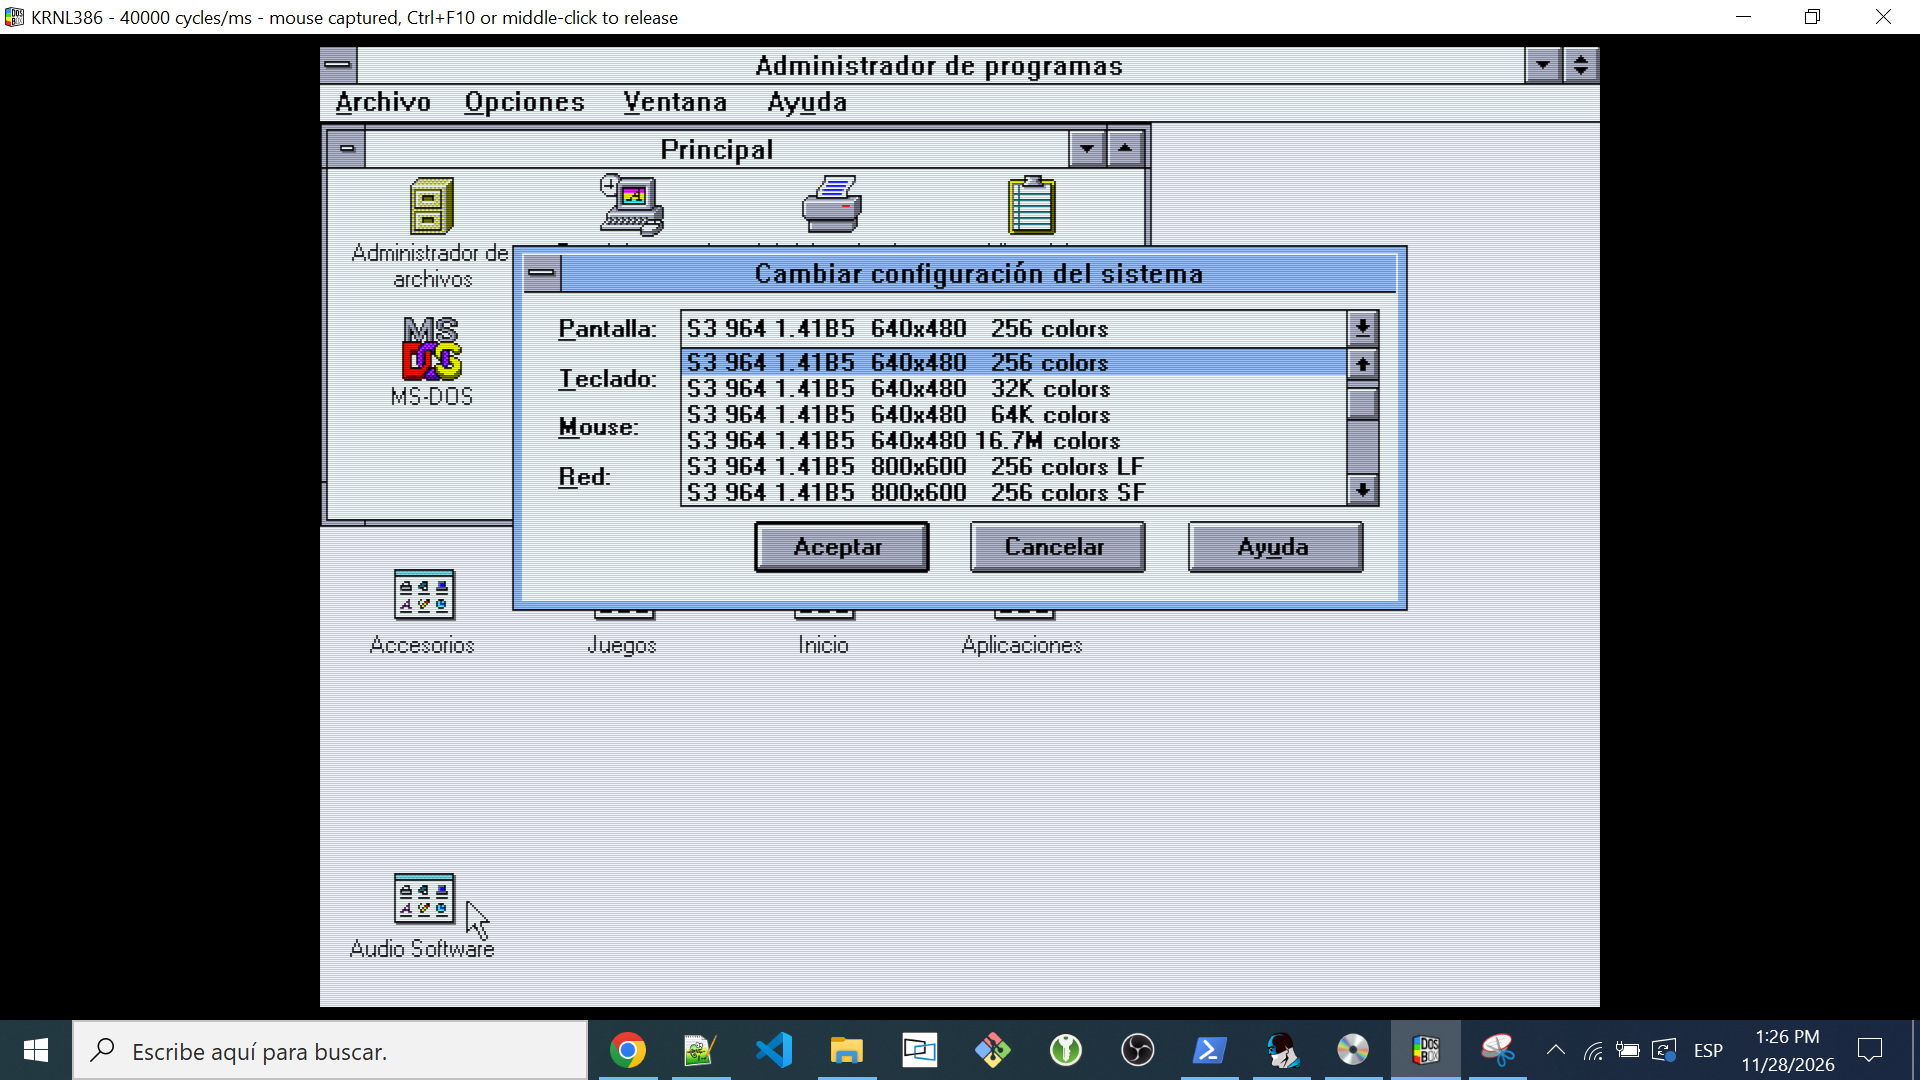 KRNL386 - 40000 cycles/ms - mouse captured, Ctrl+F10 or middle-click to release
Administrador de programas
Archivo Opciones Ventana Ayuda
Principal
Administrador de
archivos
MS
DOS
MS-DOS
Cambiar configuración del sistema
Pantalla: S3 964 1.41B5 640x480 256 colors
S3 964 1.41B5 640x480 256 colors
Teclado: S3 964 1.41B5 640x480 32K colors
S3 964 1.41B5 640x480 64K colors
Mouse: S3 964 1.41B5 640x480 16.7M colors
S3 964 1.41B5 800x600 256 colors LF
Red: S3 964 1.41B5 800x600 256 colors SF
Aceptar Cancelar Ayuda
Accesorios Juegos Inicio Aplicaciones
Audio Software
Escribe aquí para buscar.
DOS
BOX
ESP
1:26 PM
11/28/2026